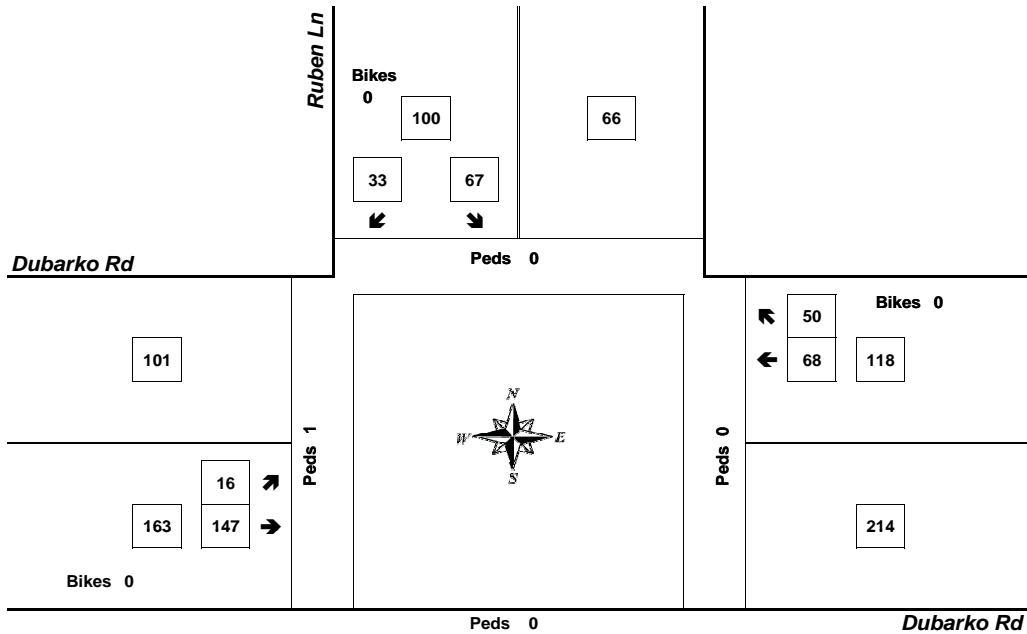 Ruben Ln
Bikes
0
100
66
33
67
Peds 0
Dubarko Rd
Bikes 0
50
101
68
118
Peds 1
N
W E
S
Peds 0
16
163
147
214
Bikes 0
Peds 0
Dubarko Rd